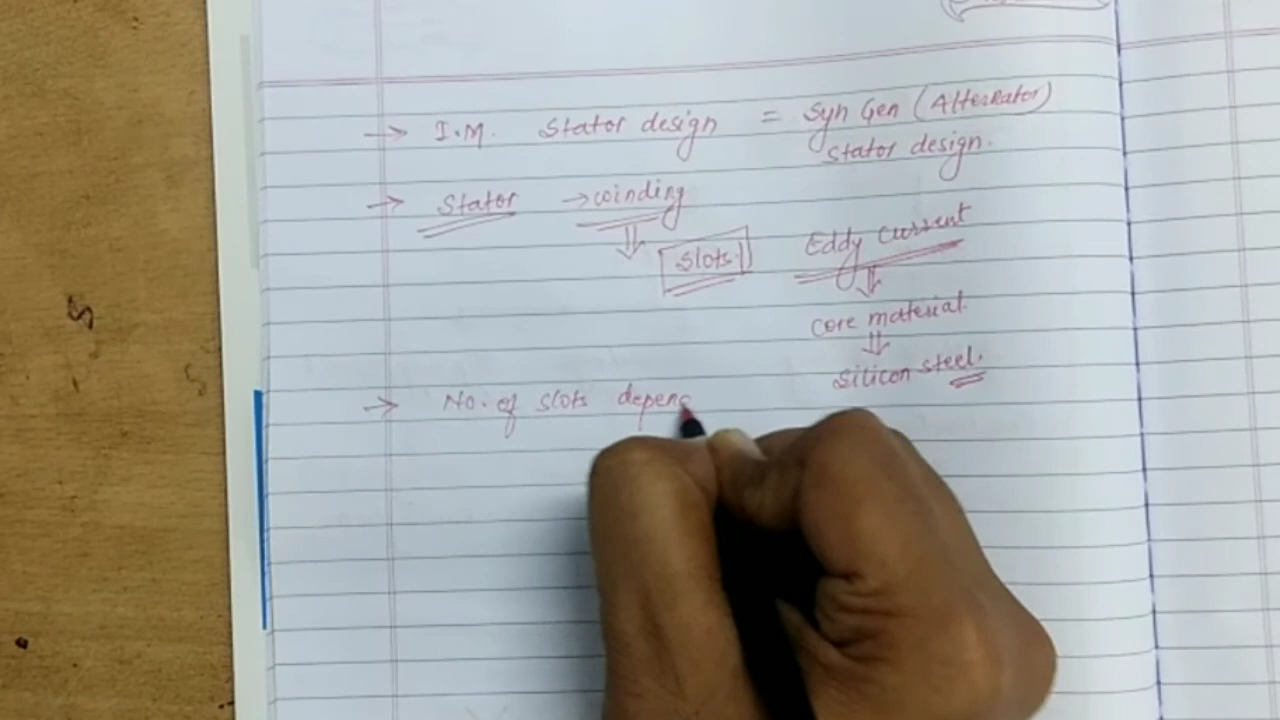 → I.M. Stator design = Syn Gen (Alternator)
stator design.
→ Stator → winding
⇓ Slots. Eddy current
⇓
Core material.
⇓
Silicon steel.
→ No. of slots depend